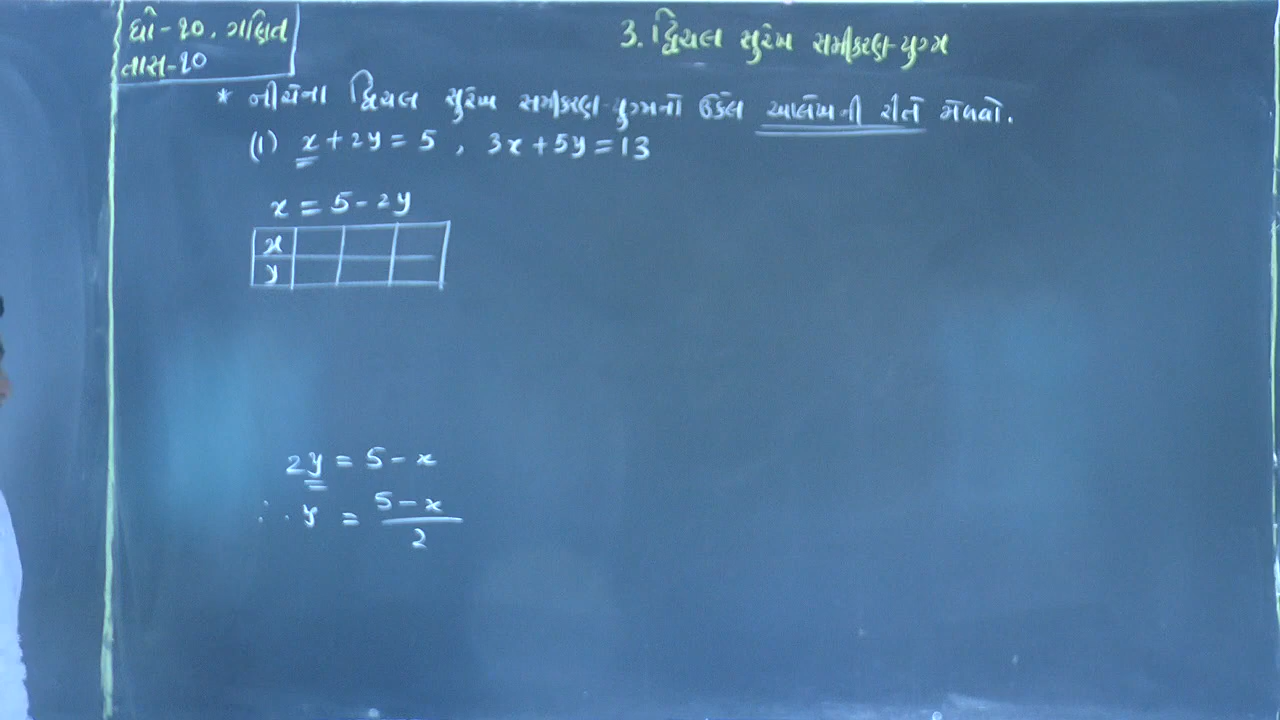 ધો-૧૦. ગણિત
તાસ-૧૦
3. દ્વિચલ સુરેખ સમીકરણ-યુગ્મ
* નીચેના દ્વિચલ સુરેખ સમીકરણ-યુગ્મનો ઉકેલ આલેખની રીતે મેળવો.
(1) x + 2y = 5 , 3x + 5y = 13
x = 5 - 2y
x
y
2y = 5 - x
∴ y = (5 - x) / 2